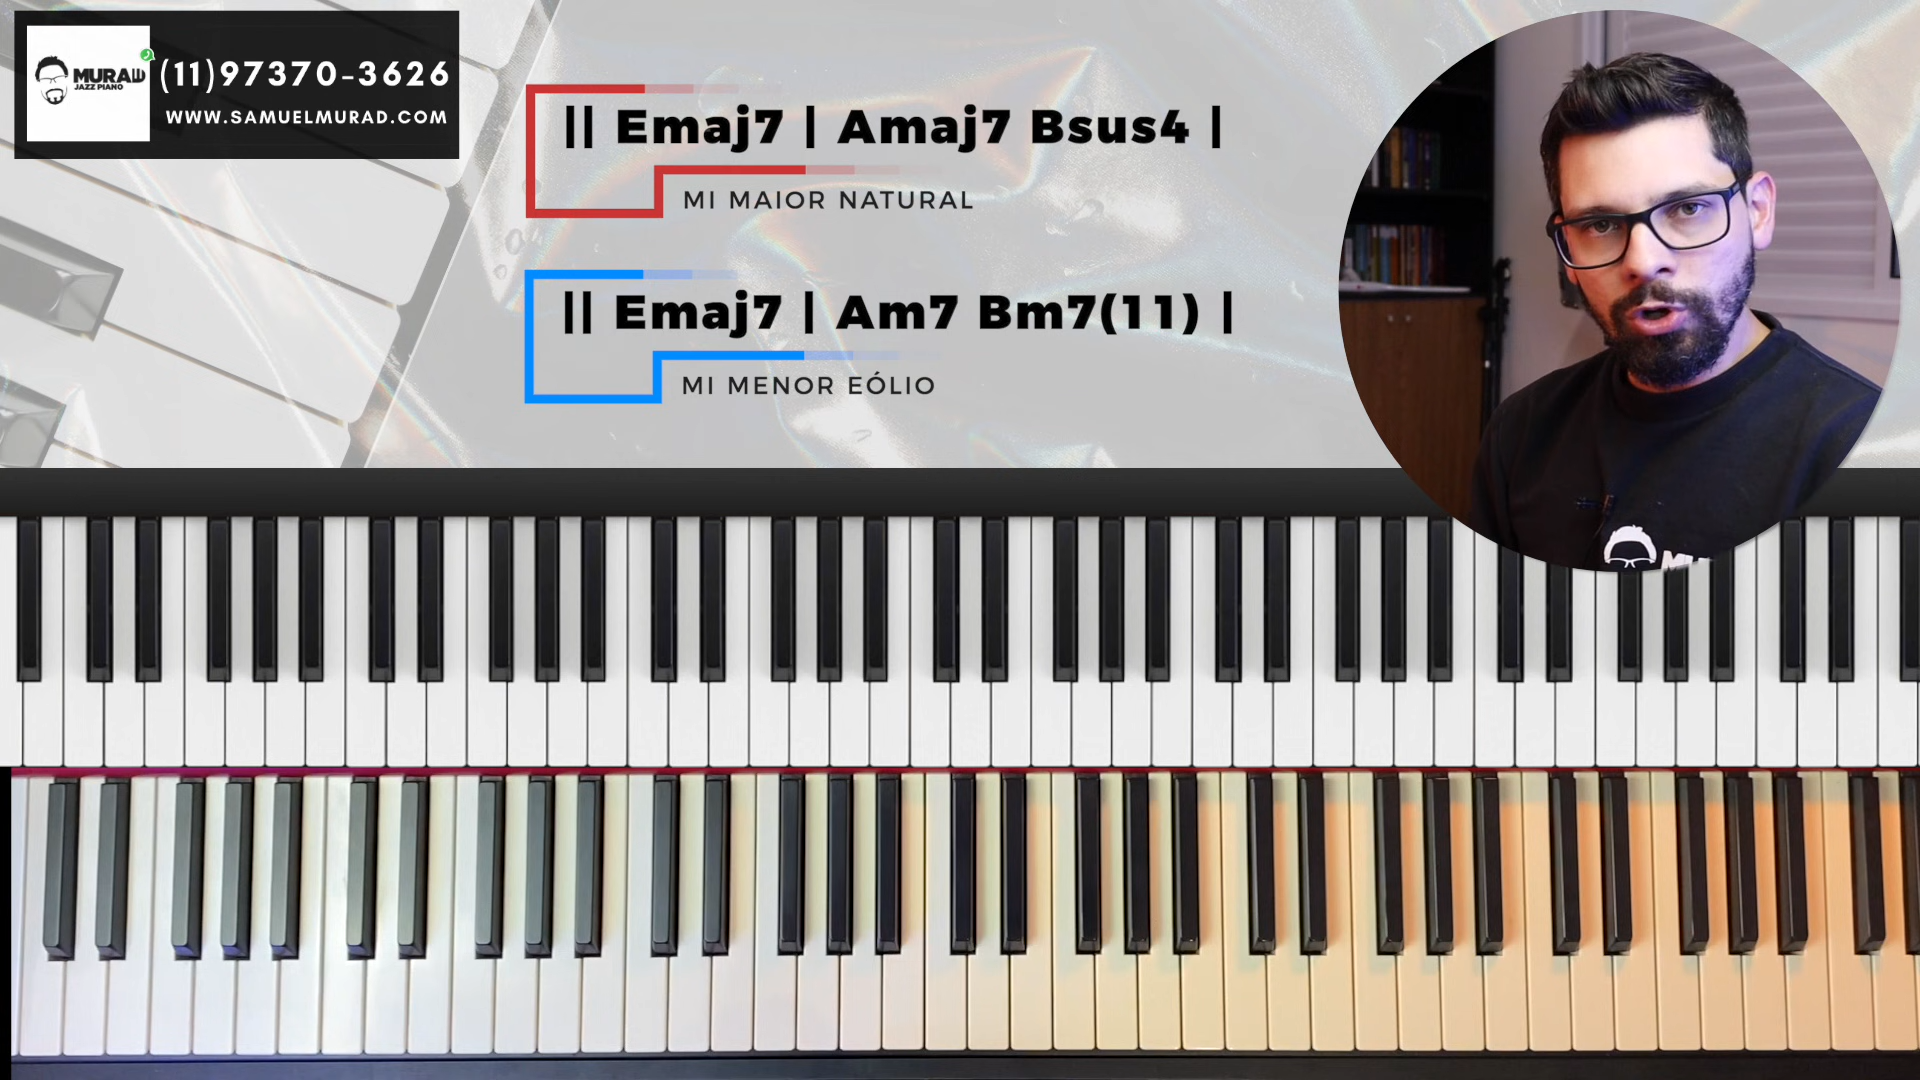 MURAD
JAZZ PIANO
(11)97370-3626
WWW.SAMUELMURAD.COM
|| Emaj7 | Amaj7 Bsus4 |
MI MAIOR NATURAL
|| Emaj7 | Am7 Bm7(11) |
MI MENOR EÓLIO